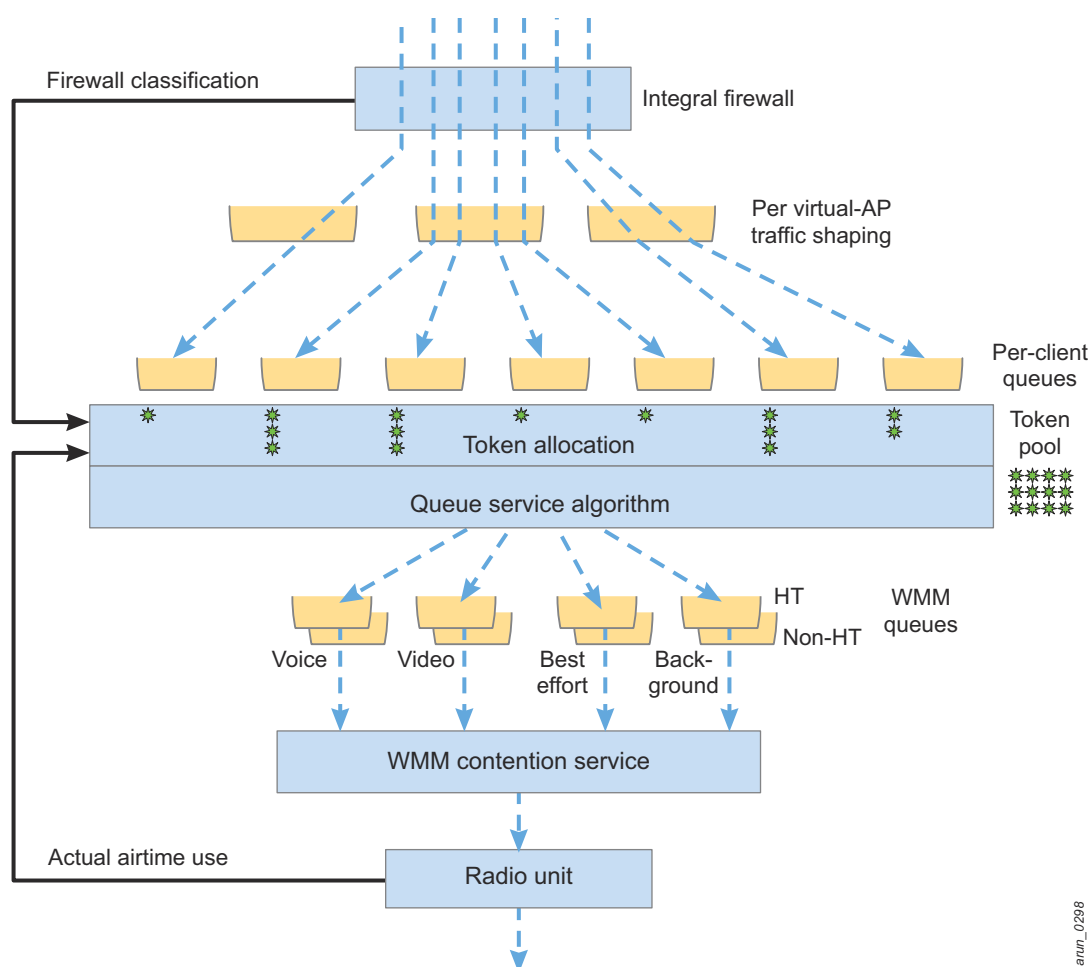 Firewall classification
Integral firewall
Per virtual-AP
traffic shaping
Per-client
queues
Token allocation
Token
pool
Queue service algorithm
HT
Non-HT
WMM
queues
Voice
Video
Best
effort
Back-
ground
WMM contention service
Actual airtime use
Radio unit
arun_0298